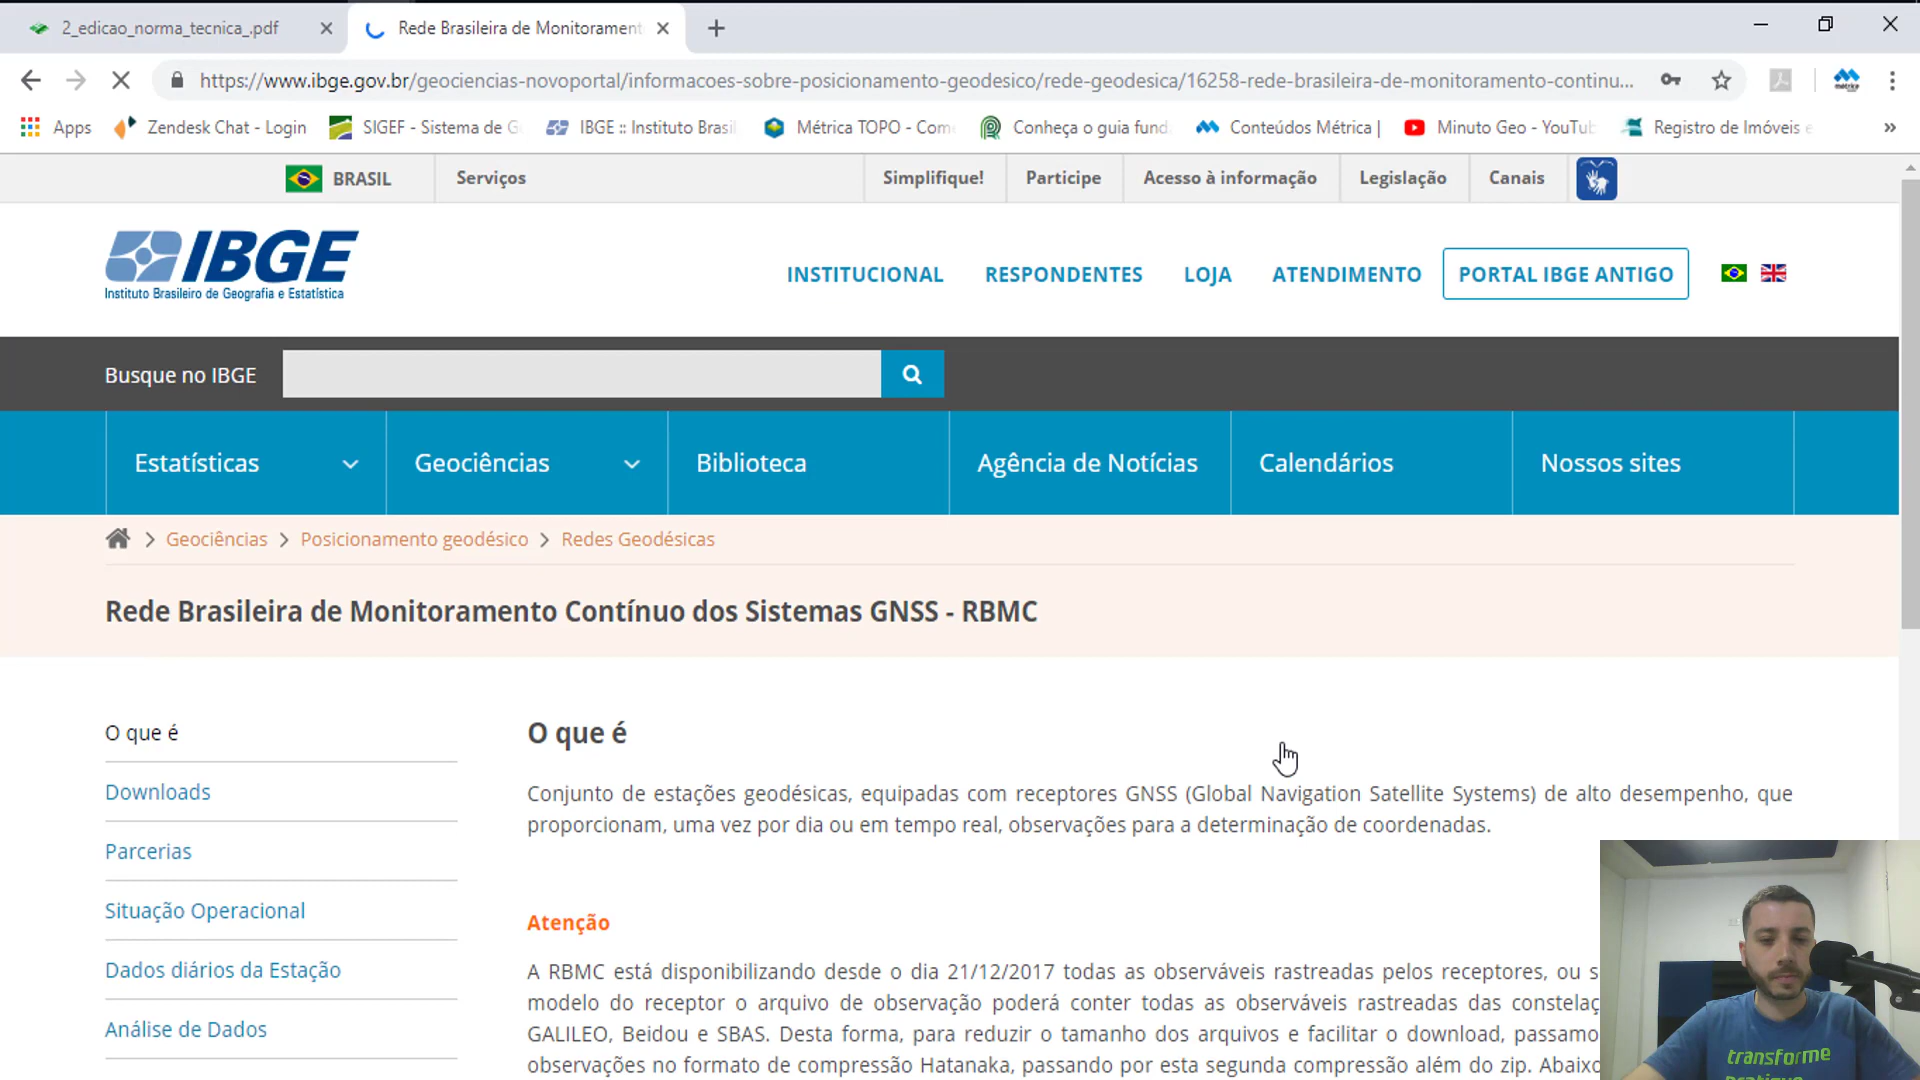 2_edicao_norma_tecnica_.pdf
Rede Brasileira de Monitorament
https://www.ibge.gov.br/geociencias-novoportal/informacoes-sobre-posicionamento-geodesico/rede-geodesica/16258-rede-brasileira-de-monitoramento-continu...
Apps Zendesk Chat - Login SIGEF - Sistema de G IBGE :: Instituto Brasil Métrica TOPO - Com Conheça o guia fund Conteúdos Métrica | Minuto Geo - YouTub Registro de Imóveis e »
BRASIL Serviços Simplifique! Participe Acesso à informação Legislação Canais
IBGE
Instituto Brasileiro de Geografia e Estatística
INSTITUCIONAL RESPONDENTES LOJA ATENDIMENTO PORTAL IBGE ANTIGO
Busque no IBGE
Estatísticas Geociências Biblioteca Agência de Notícias Calendários Nossos sites
Geociências > Posicionamento geodésico > Redes Geodésicas
Rede Brasileira de Monitoramento Contínuo dos Sistemas GNSS - RBMC
O que é
Downloads
Parcerias
Situação Operacional
Dados diários da Estação
Análise de Dados
O que é
Conjunto de estações geodésicas, equipadas com receptores GNSS (Global Navigation Satellite Systems) de alto desempenho, que
proporcionam, uma vez por dia ou em tempo real, observações para a determinação de coordenadas.
Atenção
A RBMC está disponibilizando desde o dia 21/12/2017 todas as observáveis rastreadas pelos receptores, ou s
modelo do receptor o arquivo de observação poderá conter todas as observáveis rastreadas das constelaç
GALILEO, Beidou e SBAS. Desta forma, para reduzir o tamanho dos arquivos e facilitar o download, passamo
observações no formato de compressão Hatanaka, passando por esta segunda compressão além do zip. Abaixo
transforme